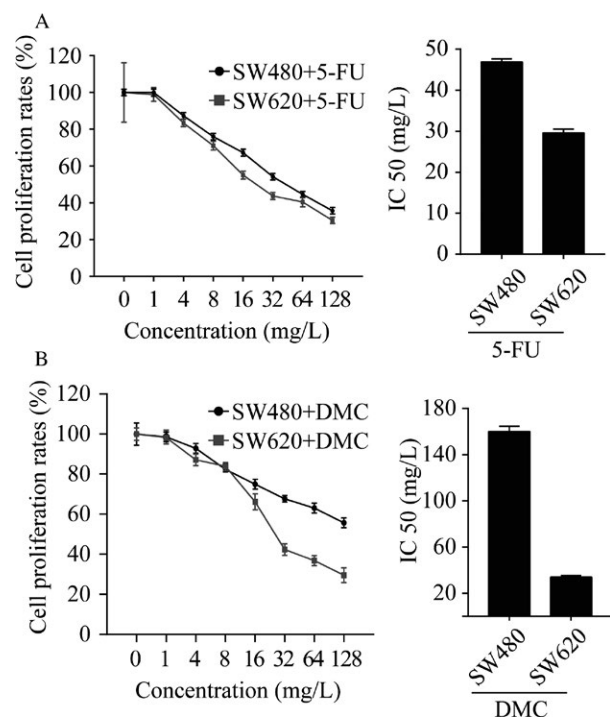 A
Cell proliferation rates (%)
120
100
80
60
40
20
0
SW480+5-FU
SW620+5-FU
0 1 4 8 16 32 64 128
Concentration (mg/L)
IC 50 (mg/L)
50
40
30
20
10
0
SW480
SW620
5-FU
B
Cell proliferation rates (%)
120
100
80
60
40
20
0
SW480+DMC
SW620+DMC
0 1 4 8 16 32 64 128
Concentration (mg/L)
IC 50 (mg/L)
180
140
100
60
20
SW480
SW620
DMC